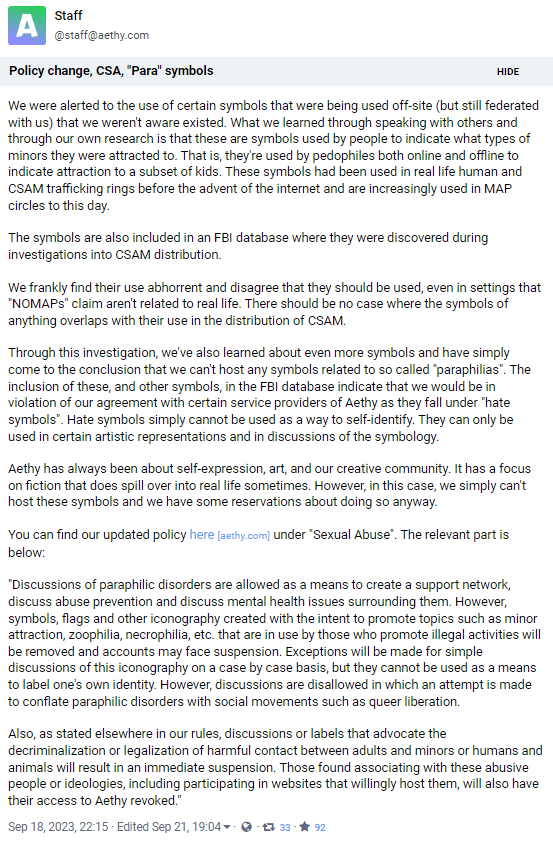 A
Staff
@staff@aethy.com
Policy change, CSA, "Para" symbols
HIDE
We were alerted to the use of certain symbols that were being used off-site (but still federated
with us) that we weren't aware existed. What we learned through speaking with others and
through our own research is that these are symbols used by people to indicate what types of
minors they were attracted to. That is, they're used by pedophiles both online and offline to
indicate attraction to a subset of kids. These symbols had been used in real life human and
CSAM trafficking rings before the advent of the internet and are increasingly used in MAP
circles to this day.
The symbols are also included in an FBI database where they were discovered during
investigations into CSAM distribution.
We frankly find their use abhorrent and disagree that they should be used, even in settings that
"NOMAPs" claim aren't related to real life. There should be no case where the symbols of
anything overlaps with their use in the distribution of CSAM.
Through this investigation, we've also learned about even more symbols and have simply
come to the conclusion that we can't host any symbols related to so called "paraphilias". The
inclusion of these, and other symbols, in the FBI database indicate that we would be in
violation of our agreement with certain service providers of Aethy as they fall under "hate
symbols". Hate symbols simply cannot be used as a way to self-identify. They can only be
used in certain artistic representations and in discussions of the symbology.
Aethy has always been about self-expression, art, and our creative community. It has a focus
on fiction that does spill over into real life sometimes. However, in this case, we simply can't
host these symbols and we have some reservations about doing so anyway.
You can find our updated policy here [aethy.com] under "Sexual Abuse". The relevant part is
below:
"Discussions of paraphilic disorders are allowed as a means to create a support network,
discuss abuse prevention and discuss mental health issues surrounding them. However,
symbols, flags and other iconography created with the intent to promote topics such as minor
attraction, zoophilia, necrophilia, etc. that are in use by those who promote illegal activities will
be removed and accounts may face suspension. Exceptions will be made for simple
discussions of this iconography on a case by case basis, but they cannot be used as a means
to label one's own identity. However, discussions are disallowed in which an attempt is made
to conflate paraphilic disorders with social movements such as queer liberation.
Also, as stated elsewhere in our rules, discussions or labels that advocate the
decriminalization or legalization of harmful contact between adults and minors or humans and
animals will result in an immediate suspension. Those found associating with these abusive
people or ideologies, including participating in websites that willingly host them, will also have
their access to Aethy revoked."
Sep 18, 2023, 22:15 · Edited Sep 21, 19:04 · 33 · 92